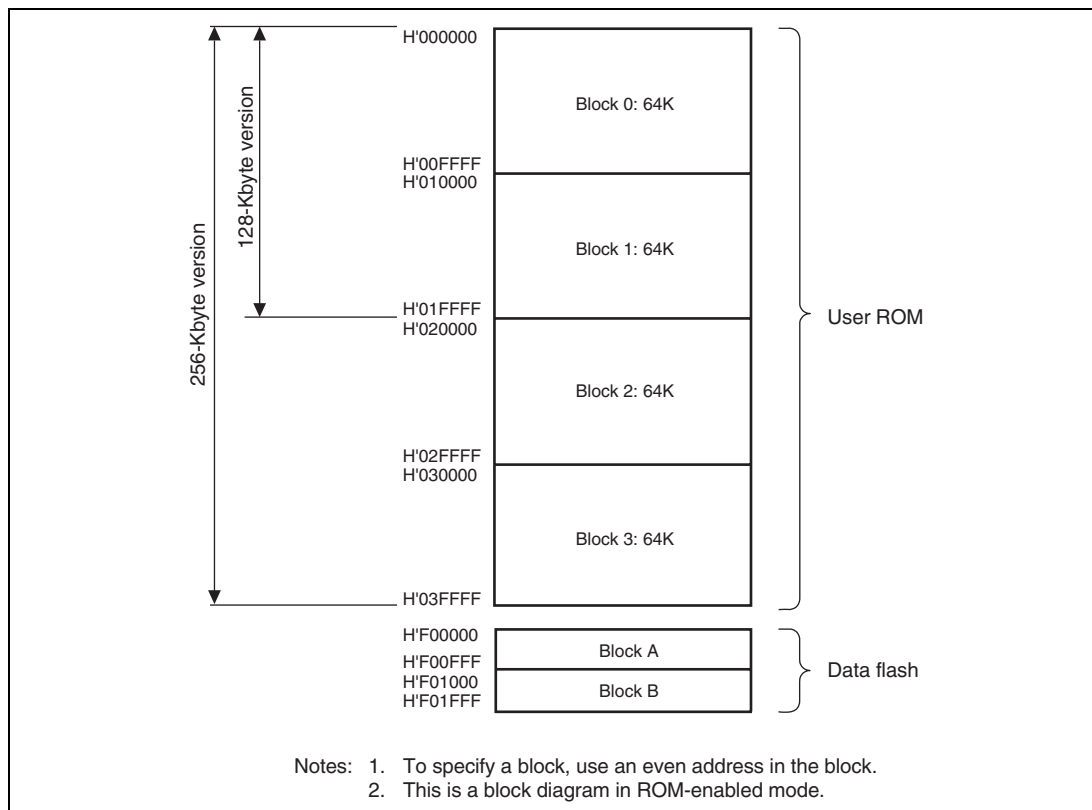 H'000000
Block 0: 64K
H'00FFFF
H'010000
128-Kbyte version
256-Kbyte version
Block 1: 64K
H'01FFFF
H'020000
User ROM
Block 2: 64K
H'02FFFF
H'030000
Block 3: 64K
H'03FFFF
H'F00000
Block A
H'F00FFF
Data flash
H'F01000
Block B
H'F01FFF
Notes: 1. To specify a block, use an even address in the block.
2. This is a block diagram in ROM-enabled mode.